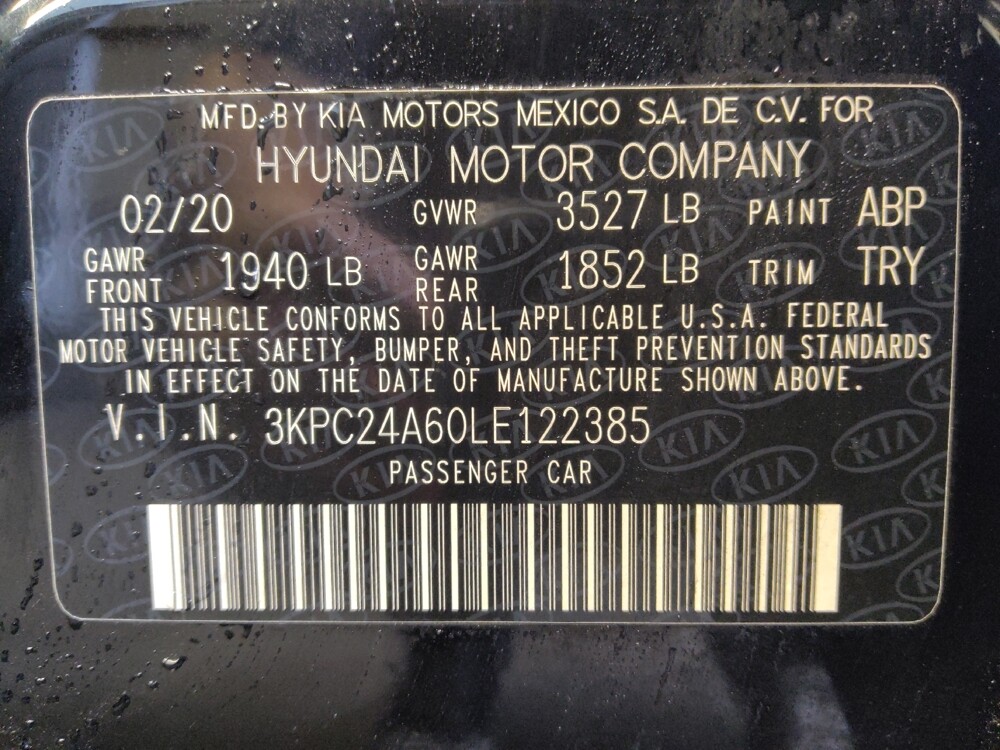 MFD. BY KIA MOTORS MEXICO S.A. DE C.V. FOR
HYUNDAI MOTOR COMPANY
02/20 GVWR 3527 LB PAINT ABP
GAWR FRONT 1940 LB GAWR REAR 1852 LB TRIM TRY
THIS VEHICLE CONFORMS TO ALL APPLICABLE U.S.A. FEDERAL
MOTOR VEHICLE SAFETY, BUMPER, AND THEFT PREVENTION STANDARDS
IN EFFECT ON THE DATE OF MANUFACTURE SHOWN ABOVE.
V.I.N. 3KPC24A60LE122385
PASSENGER CAR